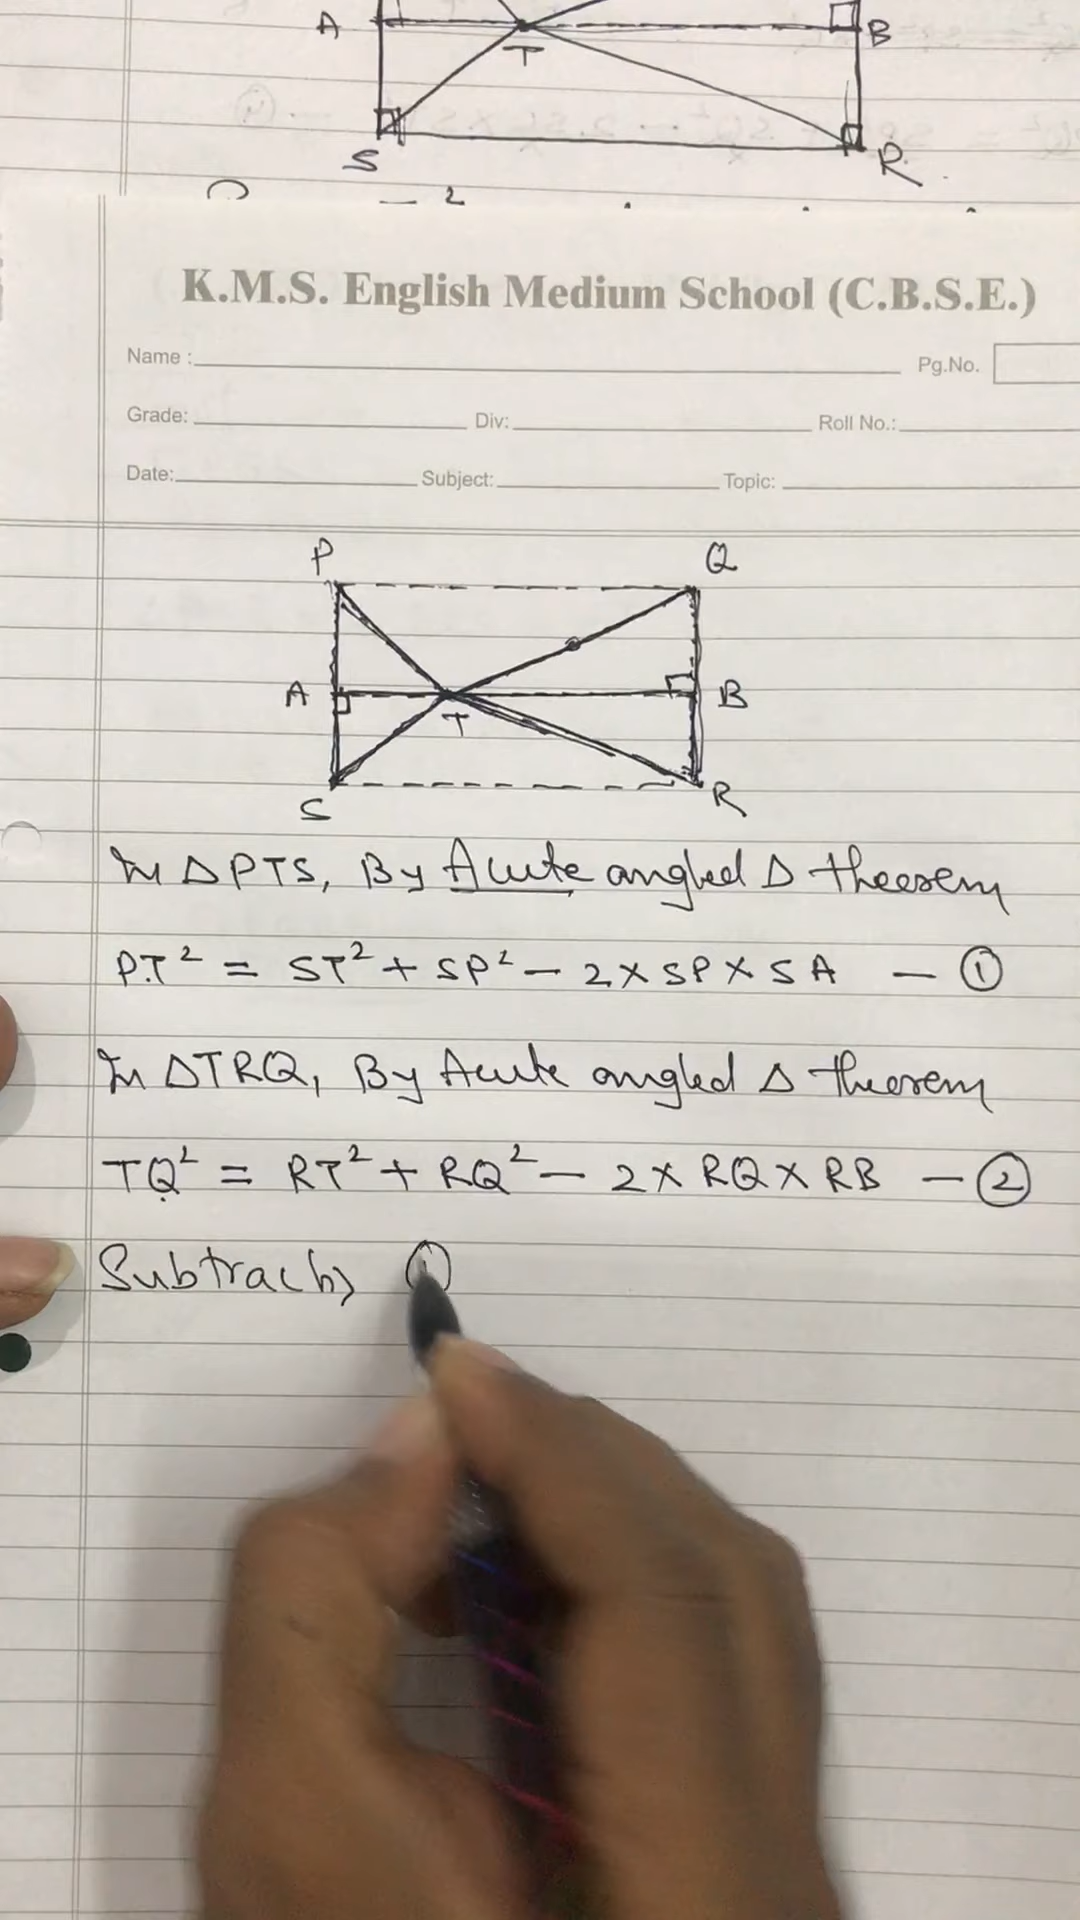 A
B
T
S
R
K.M.S. English Medium School (C.B.S.E.)
Name :
Pg.No.
Grade:
Div:
Roll No.:
Date:
Subject:
Topic:
P
Q
A
B
T
S
R
In ΔPTS, By Acute angled Δ theorem
PT² = ST² + SP² - 2 × SP × SA - ①
In ΔTRQ, By Acute angled Δ theorem
TQ² = RT² + RQ² - 2 × RQ × RB - ②
①